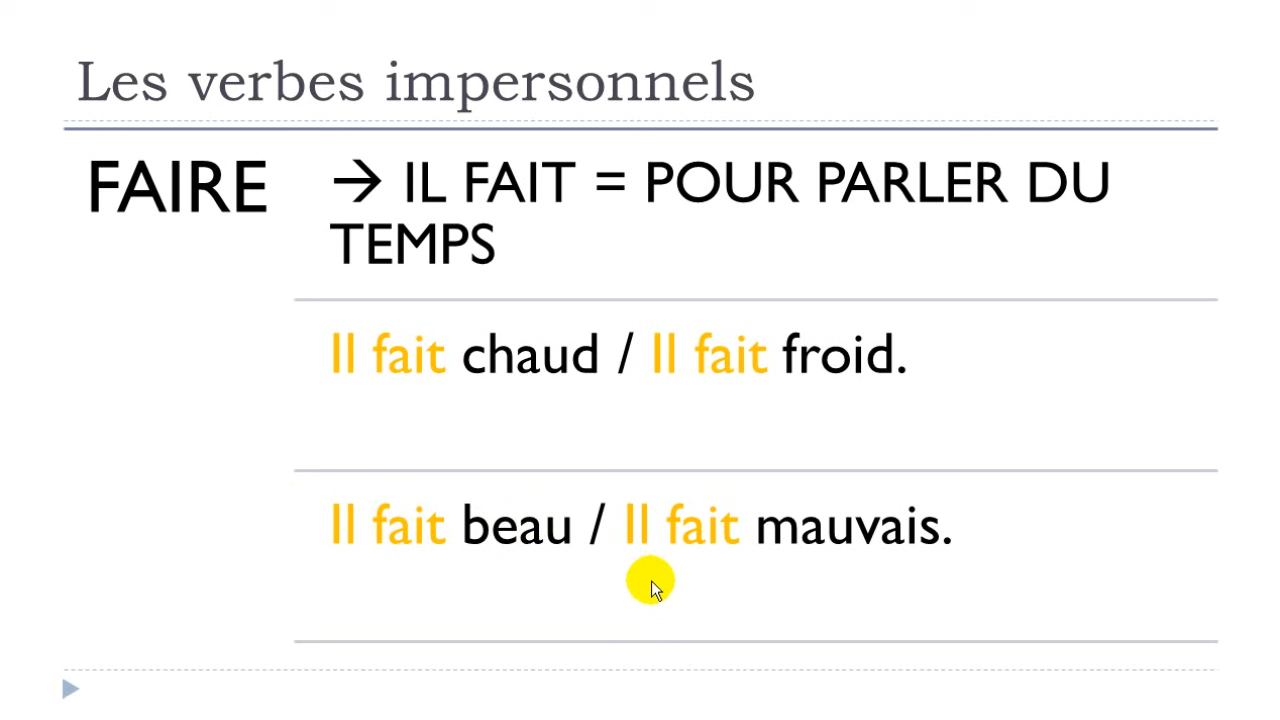 Les verbes impersonnels
FAIRE
→ IL FAIT = POUR PARLER DU
TEMPS
Il fait chaud / Il fait froid.
Il fait beau / Il fait mauvais.